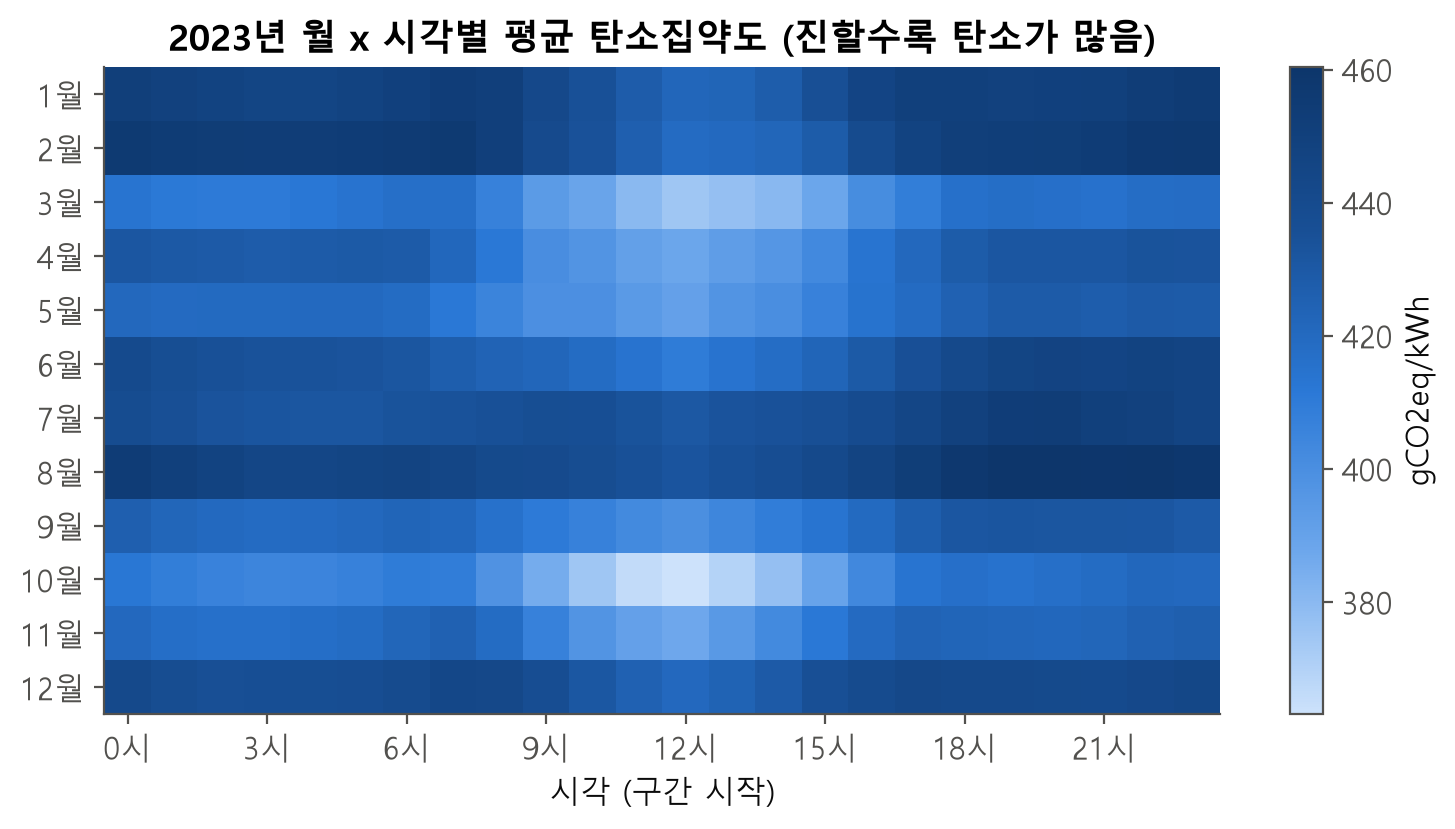 2023년 월 x 시각별 평균 탄소집약도 (진할수록 탄소가 많음)
1월
2월
3월
4월
5월
6월
7월
8월
9월
10월
11월
12월
0시 3시 6시 9시 12시 15시 18시 21시
시각 (구간 시작)
460
440
420
400
380
gCO2eq/kWh